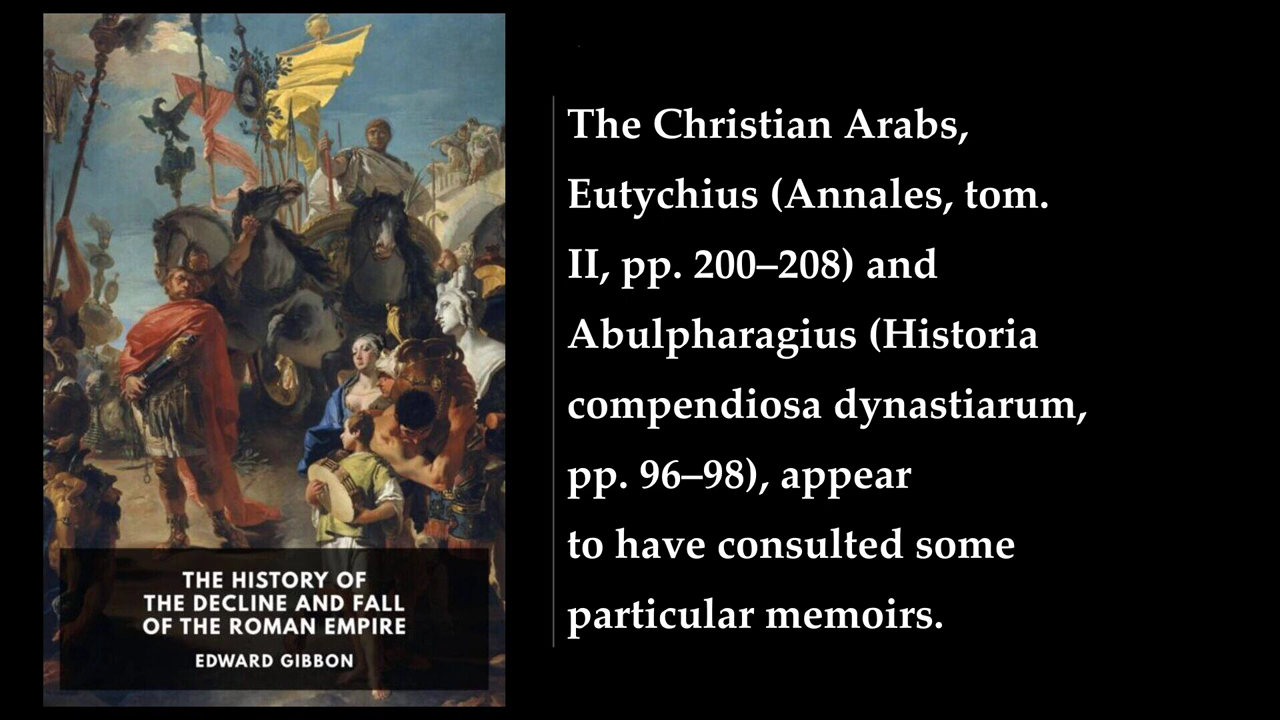 The Christian Arabs,
Eutychius (Annales, tom.
II, pp. 200–208) and
Abulpharagius (Historia
compendiosa dynastiarum,
pp. 96–98), appear
to have consulted some
particular memoirs.
THE HISTORY OF
THE DECLINE AND FALL
OF THE ROMAN EMPIRE
EDWARD GIBBON